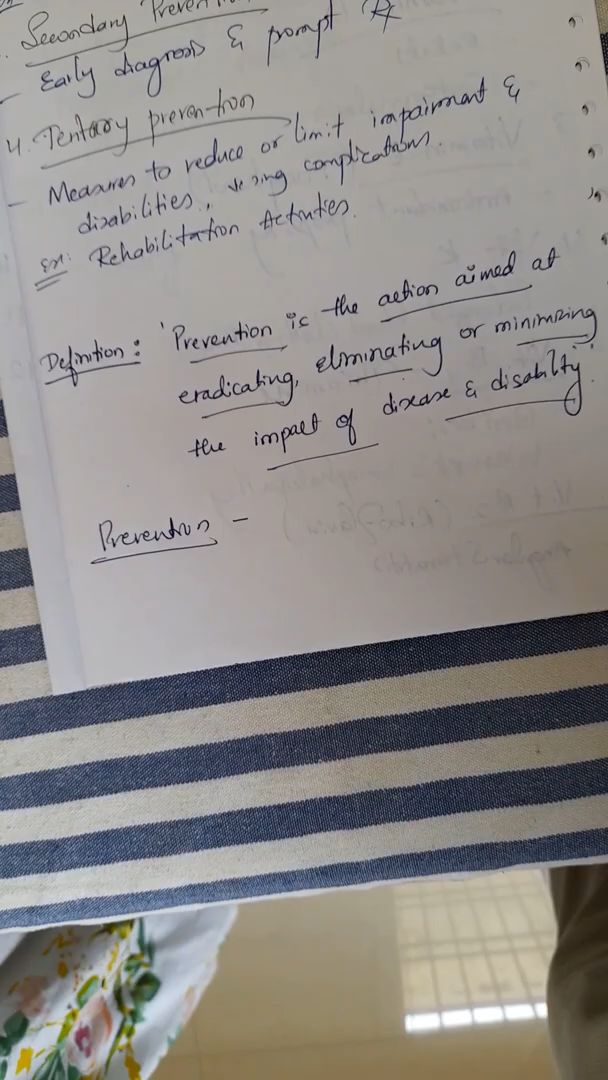 Secondary Preven
- Early diagnosis & prompt Rx
4. Tertiary prevention
- Measures to reduce or limit impairment &
disabilities, using complications.
Ex: Rehabilitation Activities.
Definition: 'Prevention is the action aimed at
eradicating, eliminating or minimizing
the impact of disease & disability'.
Prevention -